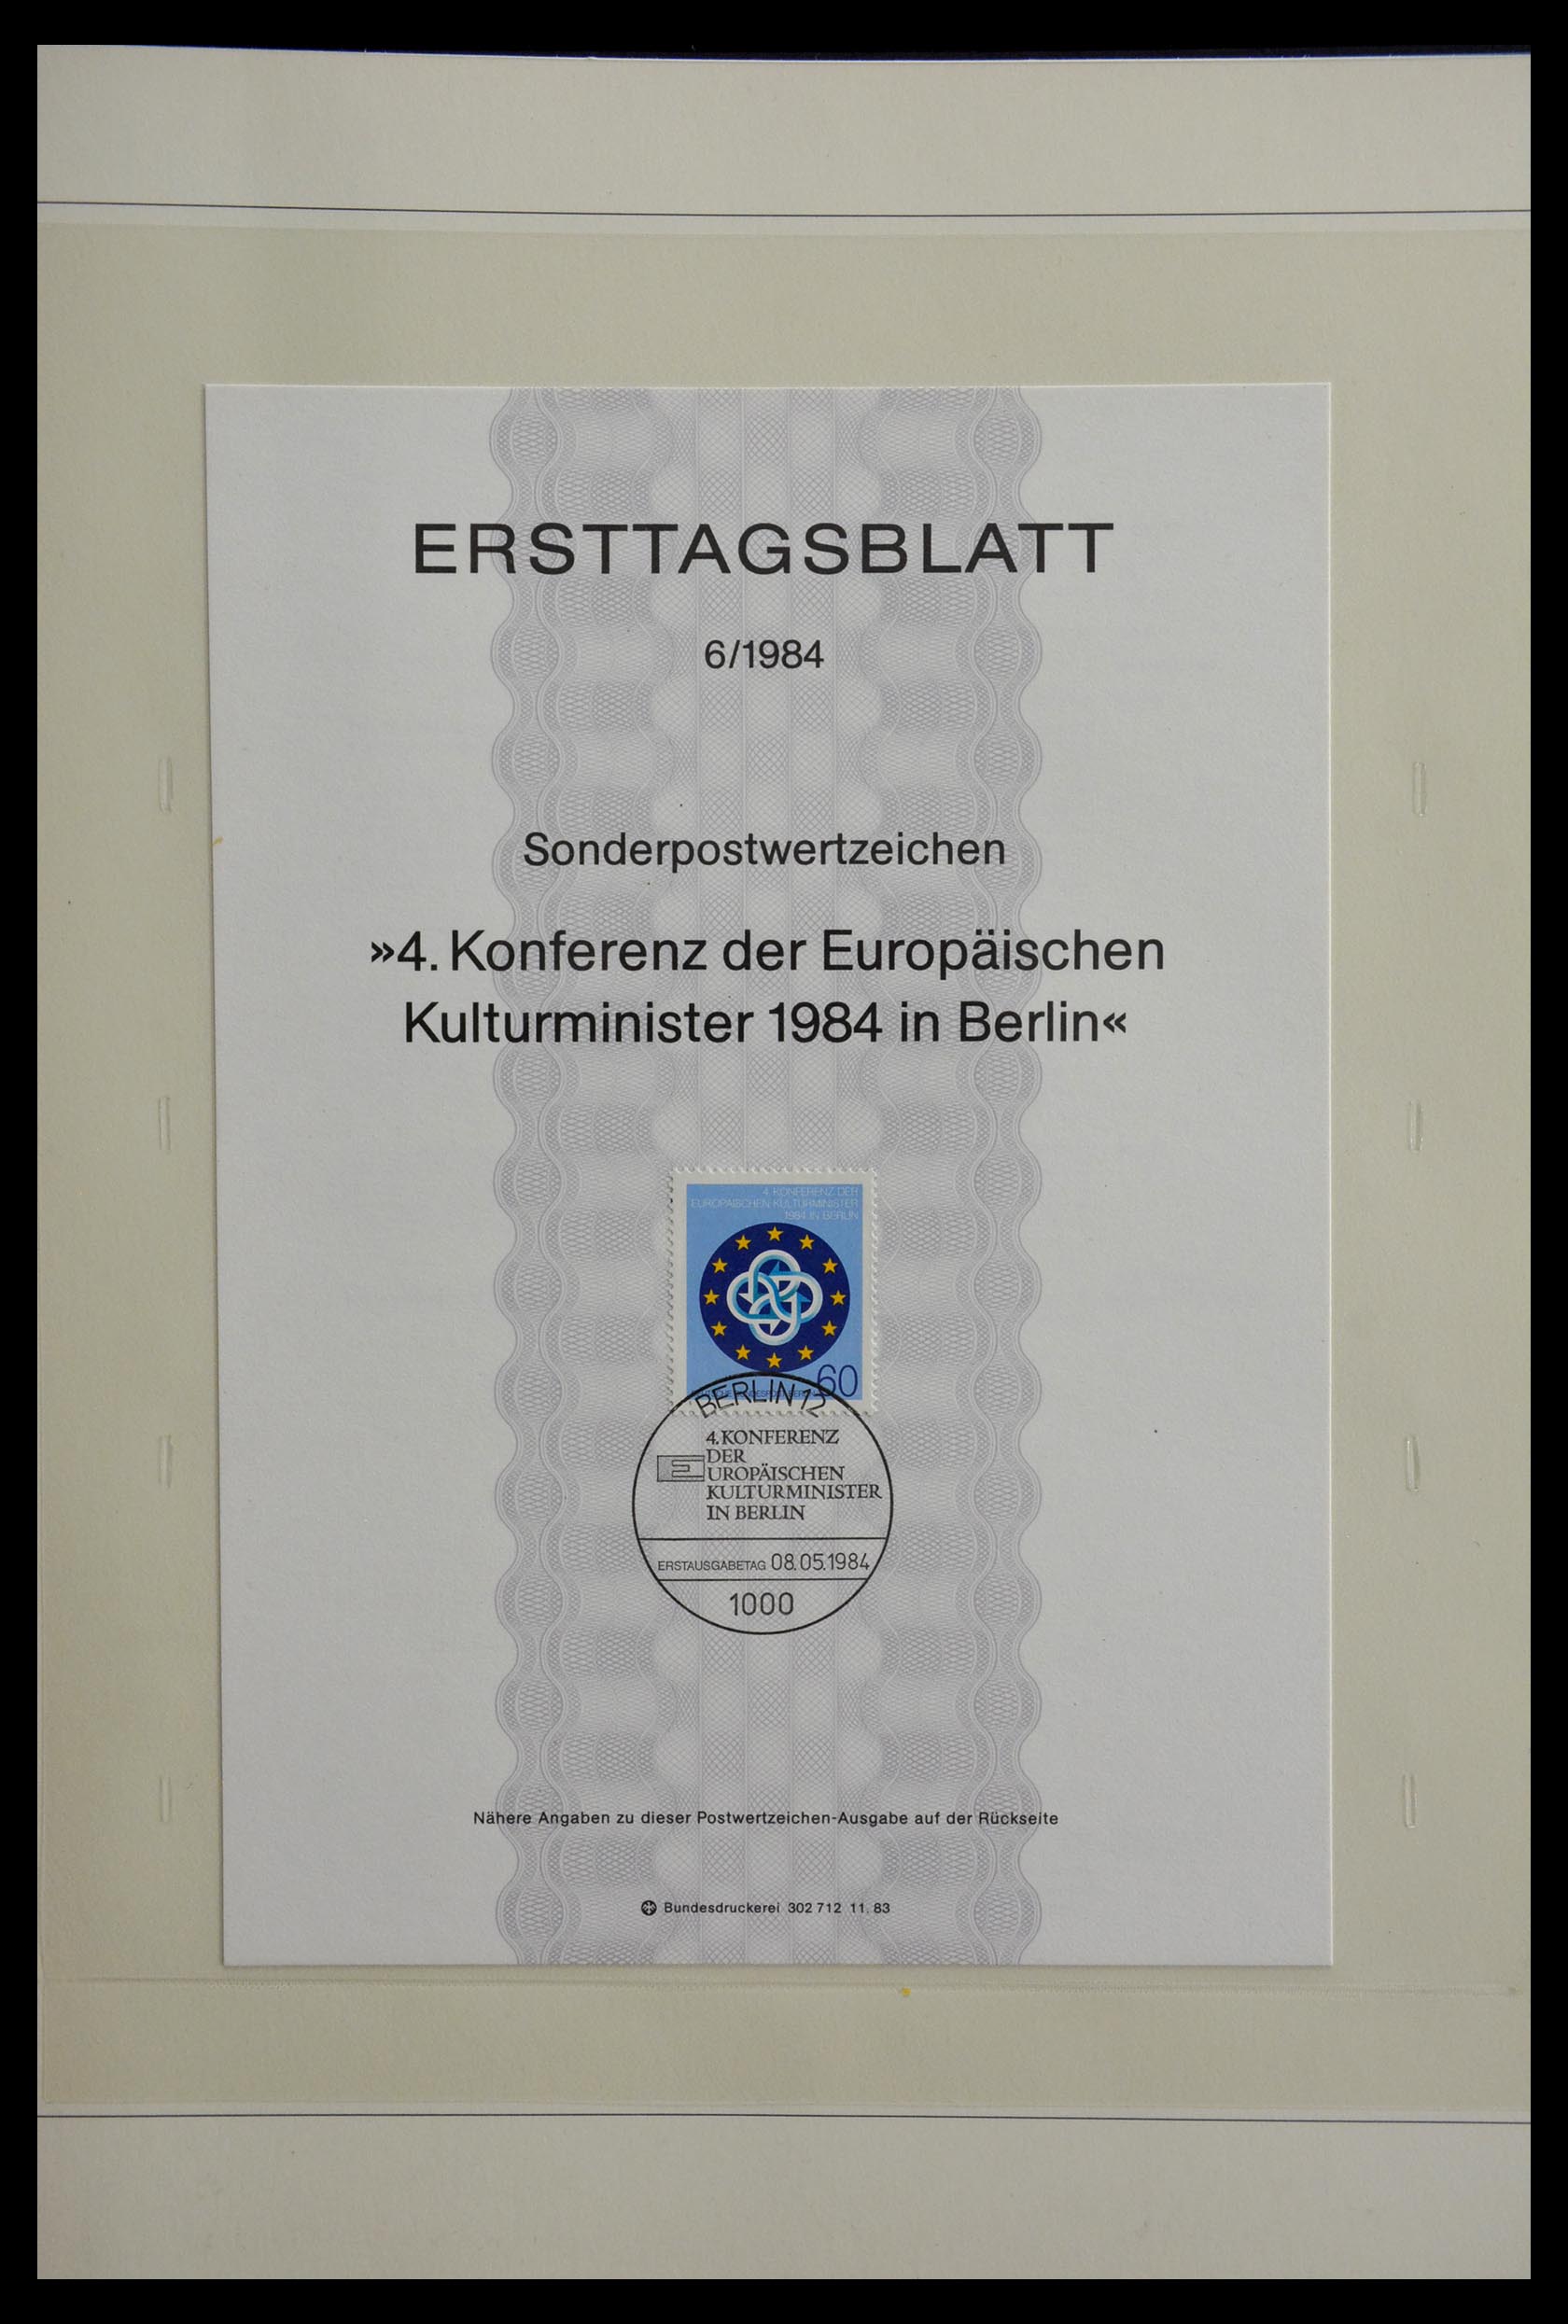 ERSTTAGSBLATT
6/1984
Sonderpostwertzeichen
»4. Konferenz der Europäischen
Kulturminister 1984 in Berlin«
4. KONFERENZ DER
EUROPÄISCHEN KULTURMINISTER
1984 IN BERLIN
60
BERLIN 12
4. KONFERENZ
DER
EUROPÄISCHEN
KULTURMINISTER
IN BERLIN
ERSTAUSGABETAG 08.05.1984
1000
Nähere Angaben zu dieser Postwertzeichen-Ausgabe auf der Rückseite
Bundesdruckerei 302 712 11. 83